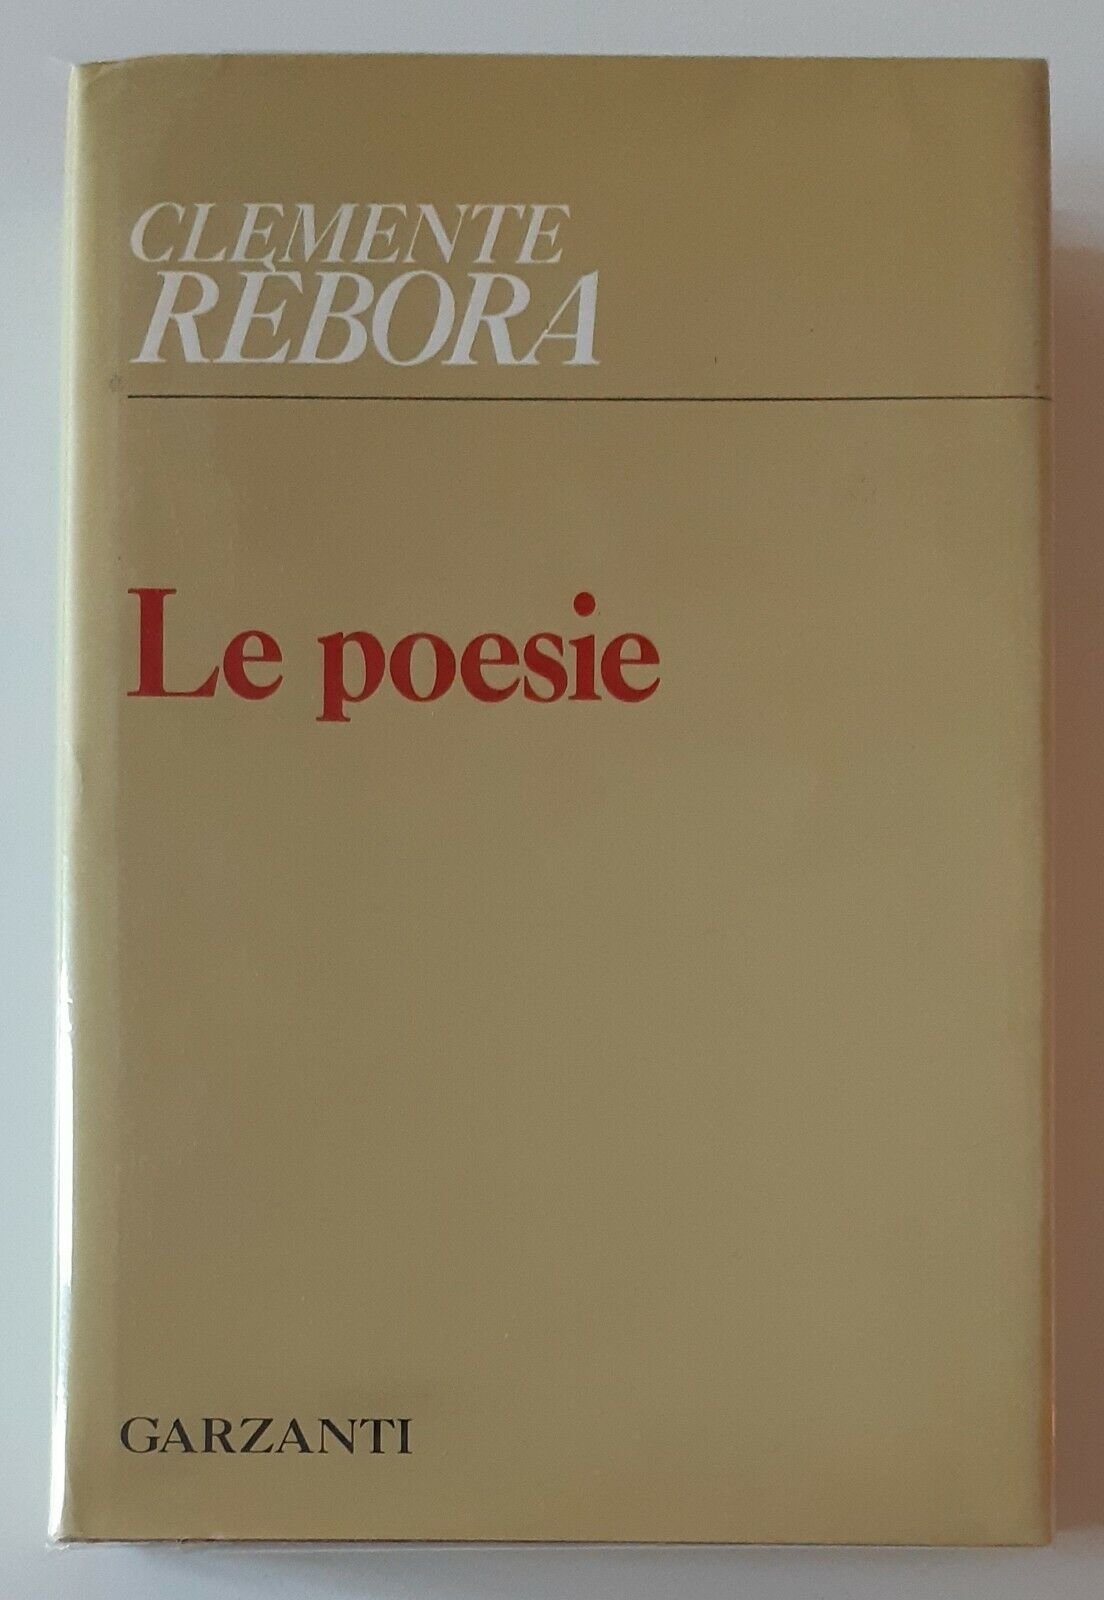 CLEMENTE
RÈBORA
Le poesie
GARZANTI